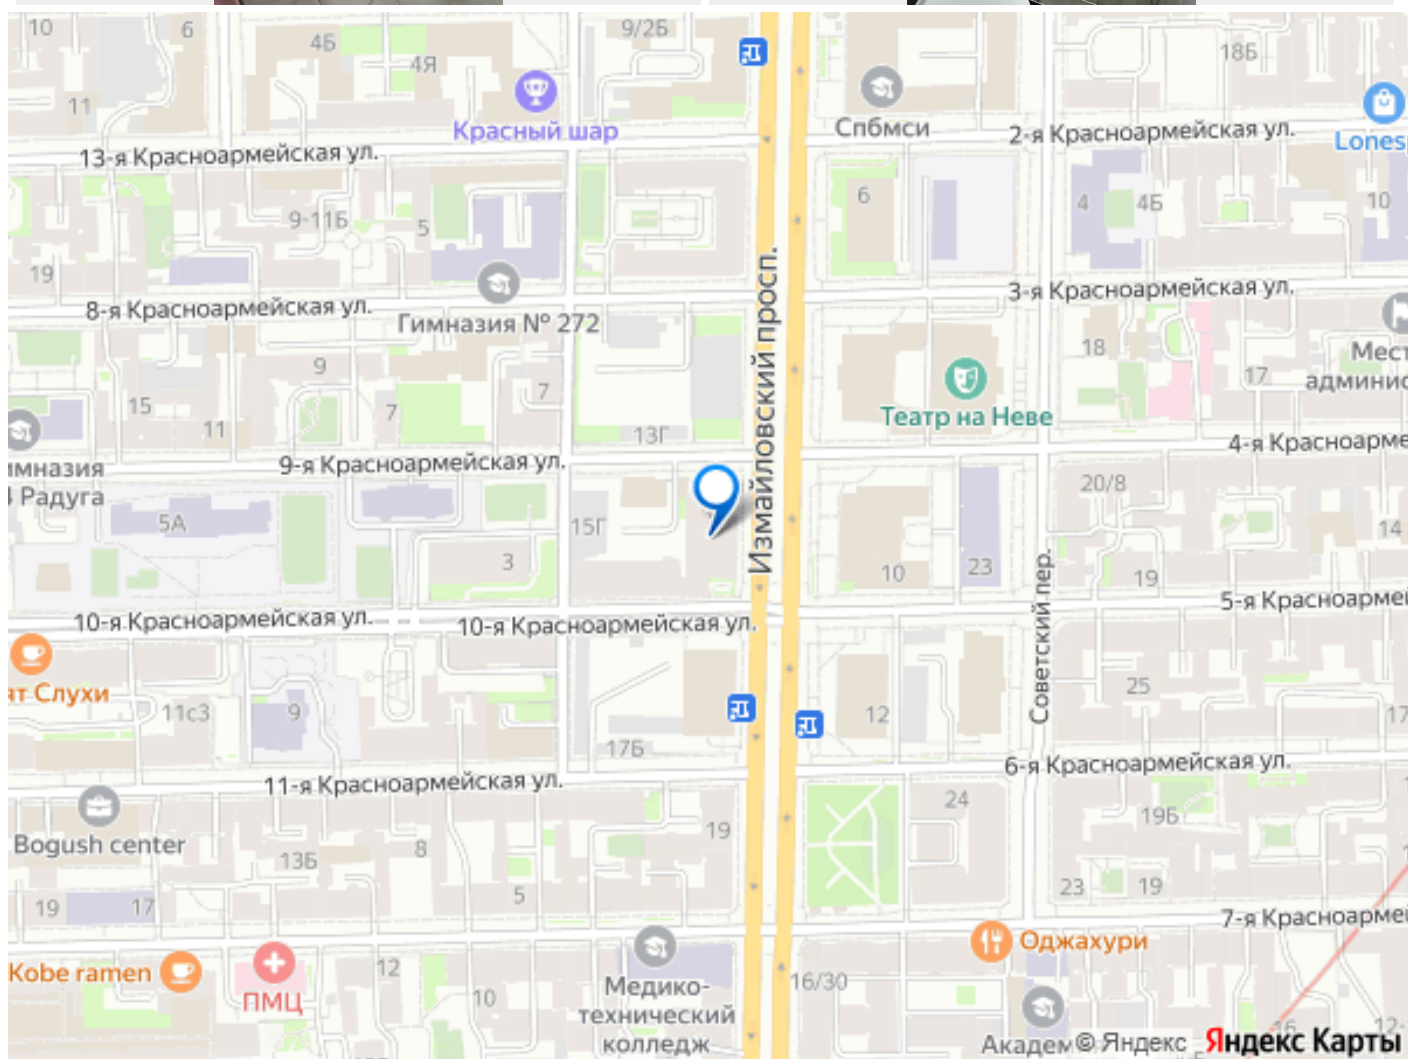 10
6
4Б
4Я
9/2Б
18Б
11
Красный шар
Спбмси
2-я Красноармейская ул.
Lones
13-я Красноармейская ул.
9-11Б
5
6
4
4Б
10
19
8-я Красноармейская ул.
Гимназия № 272
Измайловский просп.
3-я Красноармейская ул.
18
17
Мест
админис
9
7
7
15
11
13Г
Театр на Неве
4-я Красноарме
9-я Красноармейская ул.
имназия
Радуга
5А
15Г
3
10
23
20/8
19
14
Советский пер.
5-я Красноармей
10-я Красноармейская ул.
10-я Красноармейская ул.
ят Слухи
11с3
9
12
25
17
17Б
6-я Красноармейская ул.
11-я Красноармейская ул.
Bogush center
13Б
8
19
24
19Б
5
23
19
19
17
7-я Красноармей
Оджахури
Kobe ramen
ПМЦ
12
10
Медико-
технический
колледж
16/30
Академ
© Яндекс
Яндекс Карты